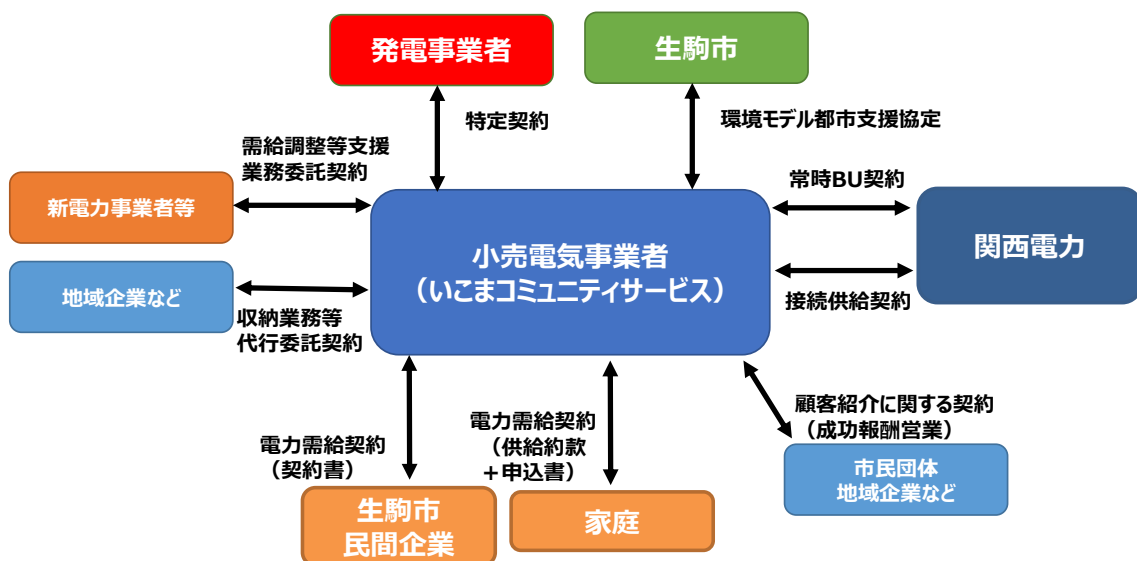 発電事業者
生駒市
特定契約
環境モデル都市支援協定
需給調整等支援
業務委託契約
新電力事業者等
常時BU契約
関西電力
小売電気事業者
（いこまコミュニティサービス）
地域企業など
接続供給契約
収納業務等
代行委託契約
電力需給契約
（契約書）
電力需給契約
（供給約款
＋申込書）
顧客紹介に関する契約
（成功報酬営業）
市民団体
地域企業など
生駒市
民間企業
家庭